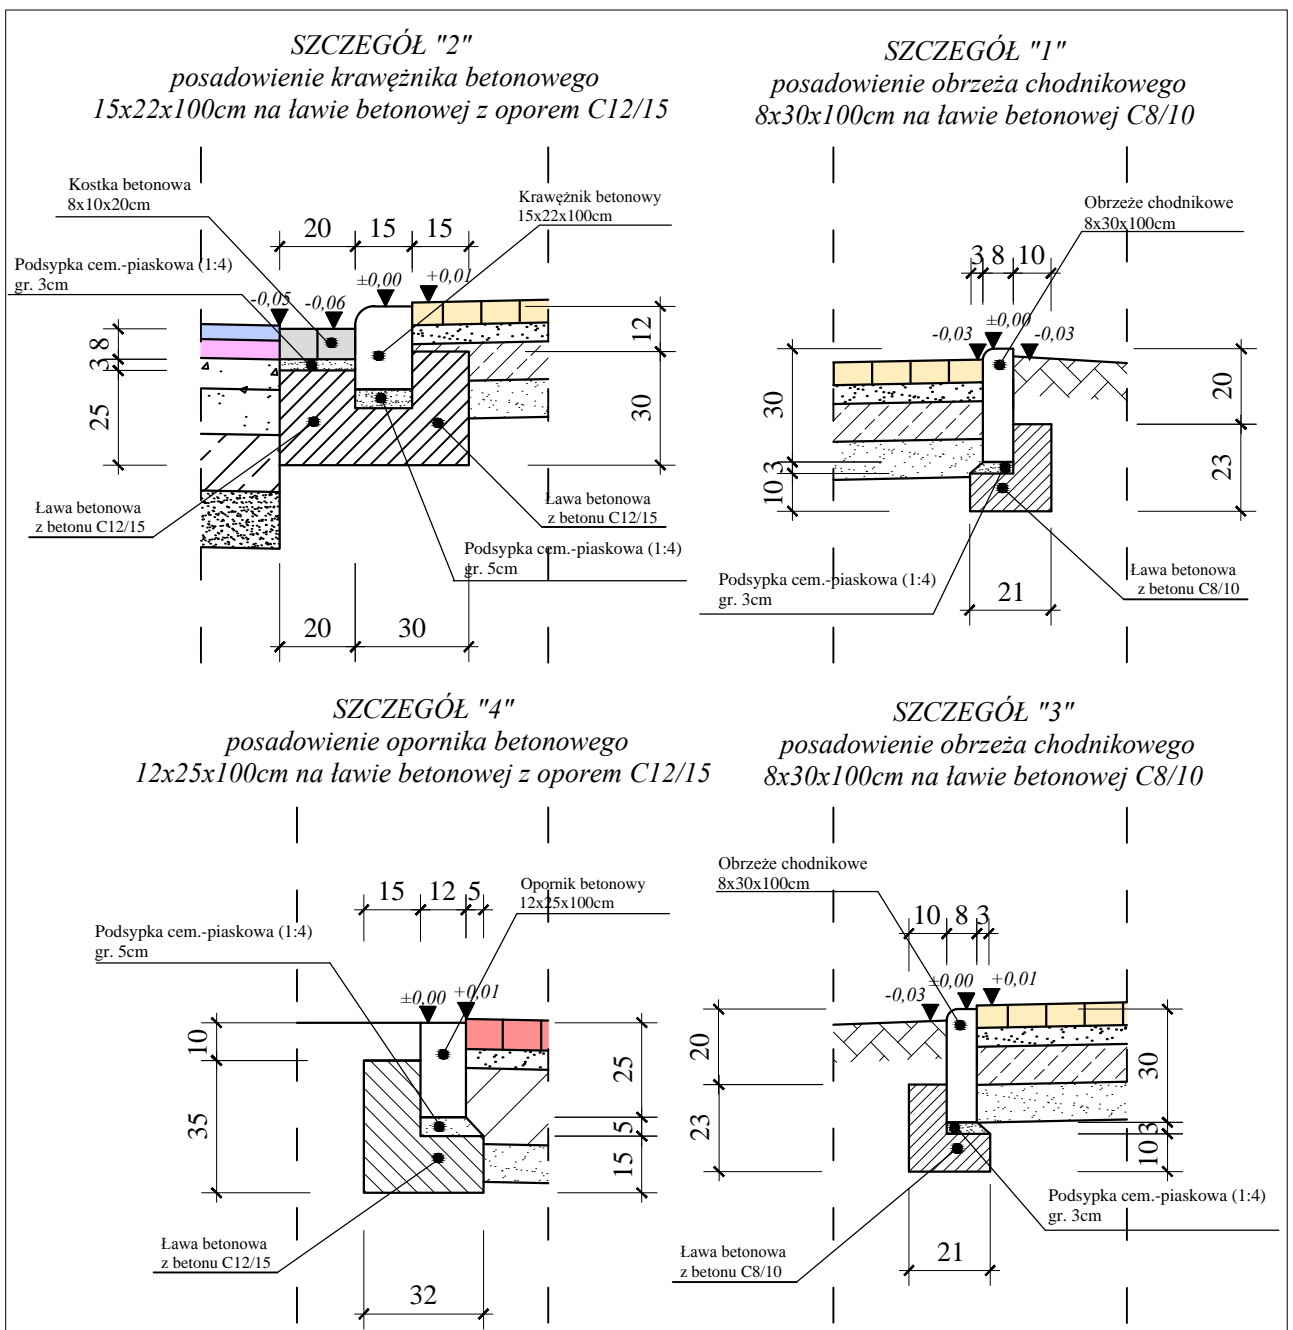 SZCZEGÓŁ "2"
posadowienie krawężnika betonowego
15x22x100cm na ławie betonowej z oporem C12/15
Kostka betonowa
8x10x20cm
Krawężnik betonowy
15x22x100cm
20
15
15
Podsypka cem.-piaskowa (1:4)
gr. 3cm
-0,05
-0,06
±0,00
+0,01
8
3
25
12
30
Ława betonowa
z betonu C12/15
Ława betonowa
z betonu C12/15
Podsypka cem.-piaskowa (1:4)
gr. 5cm
20
30
SZCZEGÓŁ "1"
posadowienie obrzeża chodnikowego
8x30x100cm na ławie betonowej C8/10
Obrzeże chodnikowe
8x30x100cm
3
8
10
-0,03
±0,00
-0,03
30
3
10
20
23
Podsypka cem.-piaskowa (1:4)
gr. 3cm
Ława betonowa
z betonu C8/10
21
SZCZEGÓŁ "4"
posadowienie opornika betonowego
12x25x100cm na ławie betonowej z oporem C12/15
15
12
5
Opornik betonowy
12x25x100cm
Podsypka cem.-piaskowa (1:4)
gr. 5cm
±0,00
+0,01
10
35
25
5
15
Ława betonowa
z betonu C12/15
32
SZCZEGÓŁ "3"
posadowienie obrzeża chodnikowego
8x30x100cm na ławie betonowej C8/10
Obrzeże chodnikowe
8x30x100cm
10
8
3
-0,03
±0,00
+0,01
20
23
30
3
10
Podsypka cem.-piaskowa (1:4)
gr. 3cm
Ława betonowa
z betonu C8/10
21